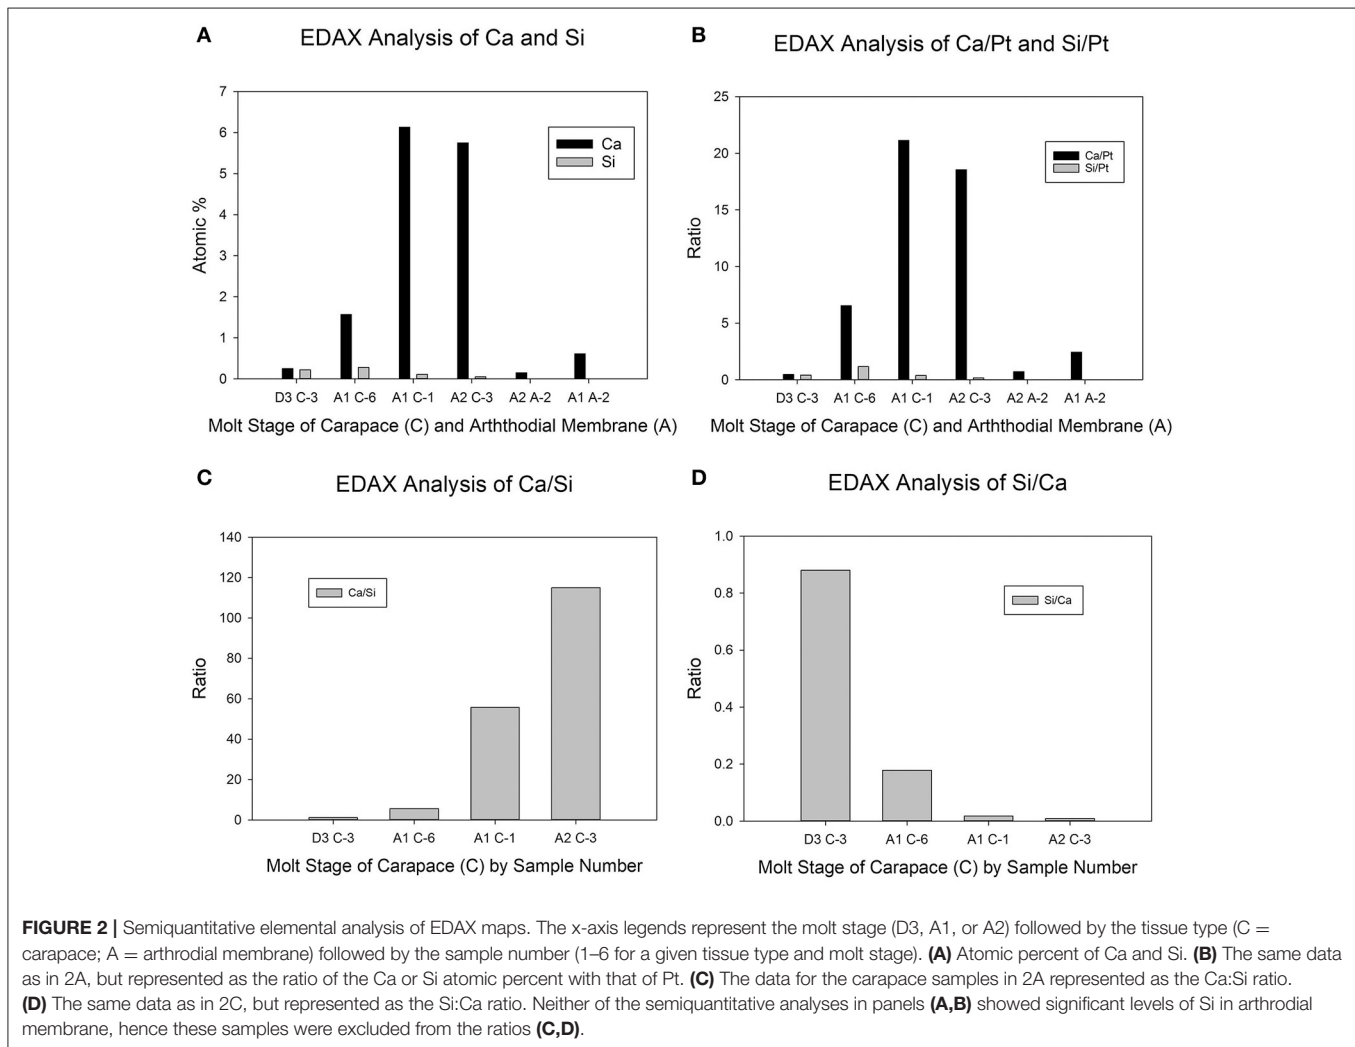 A
EDAX Analysis of Ca and Si
7
6
5
4
3
2
1
0
Atomic %
Ca
Si
D3 C-3 A1 C-6 A1 C-1 A2 C-3 A2 A-2 A1 A-2
Molt Stage of Carapace (C) and Arththodial Membrane (A)
B
EDAX Analysis of Ca/Pt and Si/Pt
25
20
15
10
5
0
Ratio
Ca/Pt
Si/Pt
D3 C-3 A1 C-6 A1 C-1 A2 C-3 A2 A-2 A1 A-2
Molt Stage of Carapace (C) and Arththodial Membrane (A)
C
EDAX Analysis of Ca/Si
140
120
100
80
60
40
20
0
Ratio
Ca/Si
D3 C-3 A1 C-6 A1 C-1 A2 C-3
Molt Stage of Carapace (C) by Sample Number
D
EDAX Analysis of Si/Ca
1.0
0.8
0.6
0.4
0.2
0.0
Ratio
Si/Ca
D3 C-3 A1 C-6 A1 C-1 A2 C-3
Molt Stage of Carapace (C) by Sample Number
FIGURE 2 | Semiquantitative elemental analysis of EDAX maps. The x-axis legends represent the molt stage (D3, A1, or A2) followed by the tissue type (C =
carapace; A = arthrodial membrane) followed by the sample number (1–6 for a given tissue type and molt stage). (A) Atomic percent of Ca and Si. (B) The same data
as in 2A, but represented as the ratio of the Ca or Si atomic percent with that of Pt. (C) The data for the carapace samples in 2A represented as the Ca:Si ratio.
(D) The same data as in 2C, but represented as the Si:Ca ratio. Neither of the semiquantitative analyses in panels (A,B) showed significant levels of Si in arthrodial
membrane, hence these samples were excluded from the ratios (C,D).